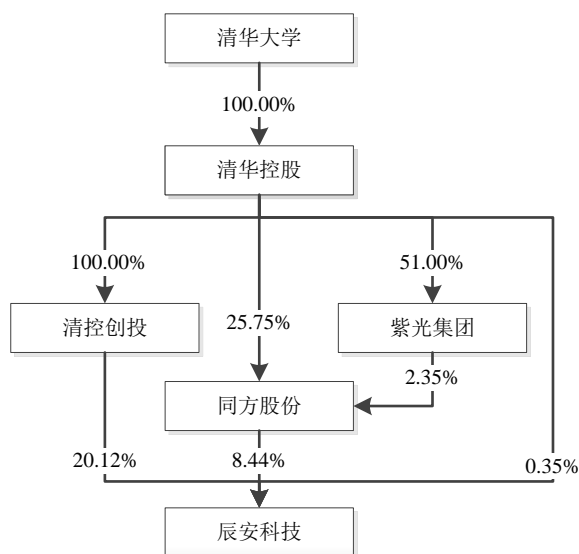 清华大学
100.00%
清华控股
100.00%
51.00%
清控创投
25.75%
紫光集团
2.35%
同方股份
20.12%
8.44%
0.35%
辰安科技